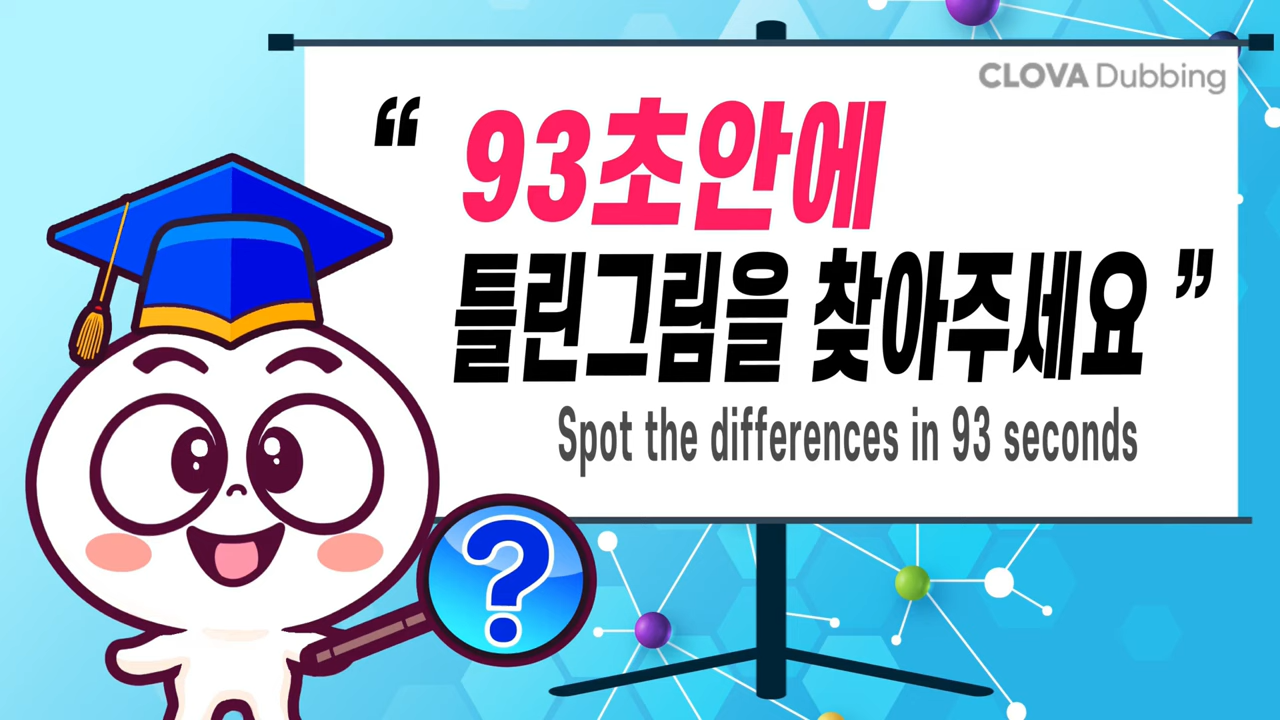 CLOVA Dubbing
“ 93초안에
틀린그림을 찾아주세요 ”
Spot the differences in 93 seconds
?